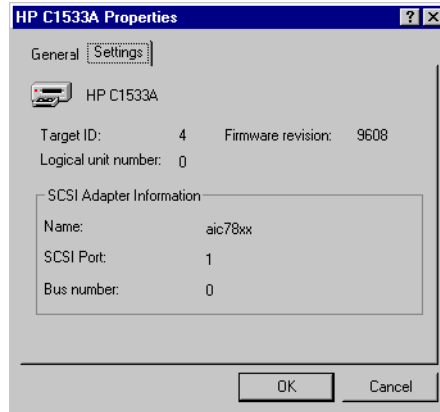 HP C1533A Properties
General Settings
HP C1533A
Target ID: 4 Firmware revision: 9608
Logical unit number: 0
SCSI Adapter Information
Name: aic78xx
SCSI Port: 1
Bus number: 0
OK Cancel